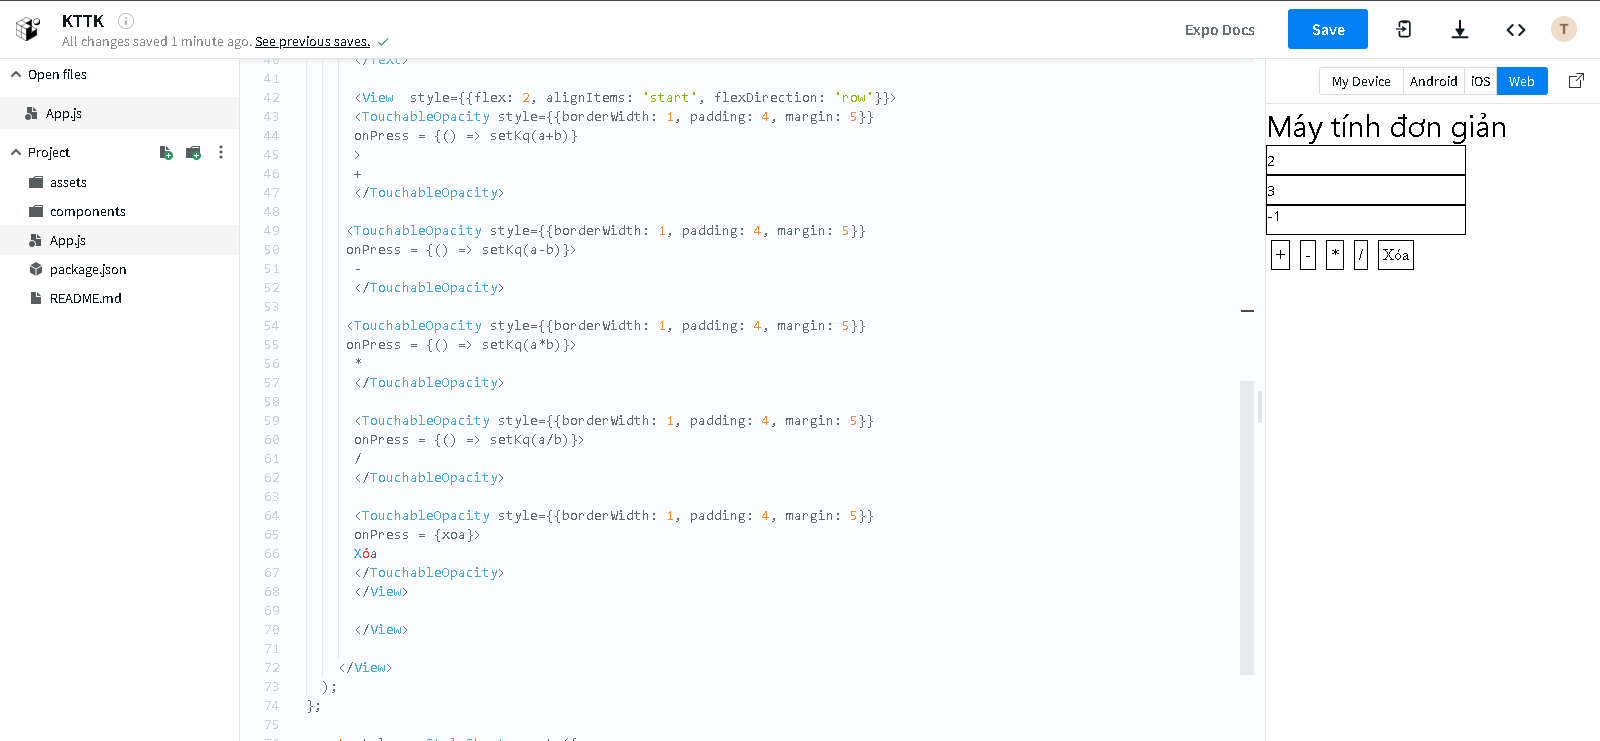 KTTK
All changes saved 1 minute ago. See previous saves.
Expo Docs
Save
T
Open files
App.js
Project
assets
components
App.js
package.json
README.md
40 </Text>
41
42 <View  style={{flex: 2, alignItems: 'start', flexDirection: 'row'}}>
43 <TouchableOpacity style={{borderWidth: 1, padding: 4, margin: 5}}
44 onPress = {() => setKq(a+b)}
45 >
46 +
47 </TouchableOpacity>
48
49 <TouchableOpacity style={{borderWidth: 1, padding: 4, margin: 5}}
50 onPress = {() => setKq(a-b)}>
51 -
52 </TouchableOpacity>
53
54 <TouchableOpacity style={{borderWidth: 1, padding: 4, margin: 5}}
55 onPress = {() => setKq(a*b)}>
56 *
57 </TouchableOpacity>
58
59 <TouchableOpacity style={{borderWidth: 1, padding: 4, margin: 5}}
60 onPress = {() => setKq(a/b)}>
61 /
62 </TouchableOpacity>
63
64 <TouchableOpacity style={{borderWidth: 1, padding: 4, margin: 5}}
65 onPress = {xoa}>
66 Xóa
67 </TouchableOpacity>
68 </View>
69
70 </View>
71
72 </View>
73 );
74 };
75
My Device Android iOS Web
Máy tính đơn giản
2
3
-1
+ - * / Xóa